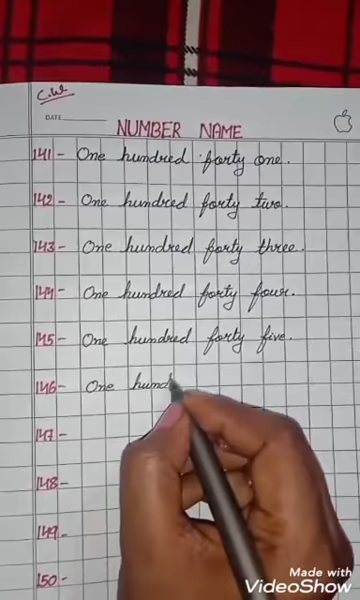 C.W
DATE
NUMBER NAME
141 - One hundred forty one.
142 - One hundred forty two.
143 - One hundred forty three.
144 - One hundred forty four.
145 - One hundred forty five.
146 - One hund
147 -
148 -
149 -
150 -
Made with
VideoShow